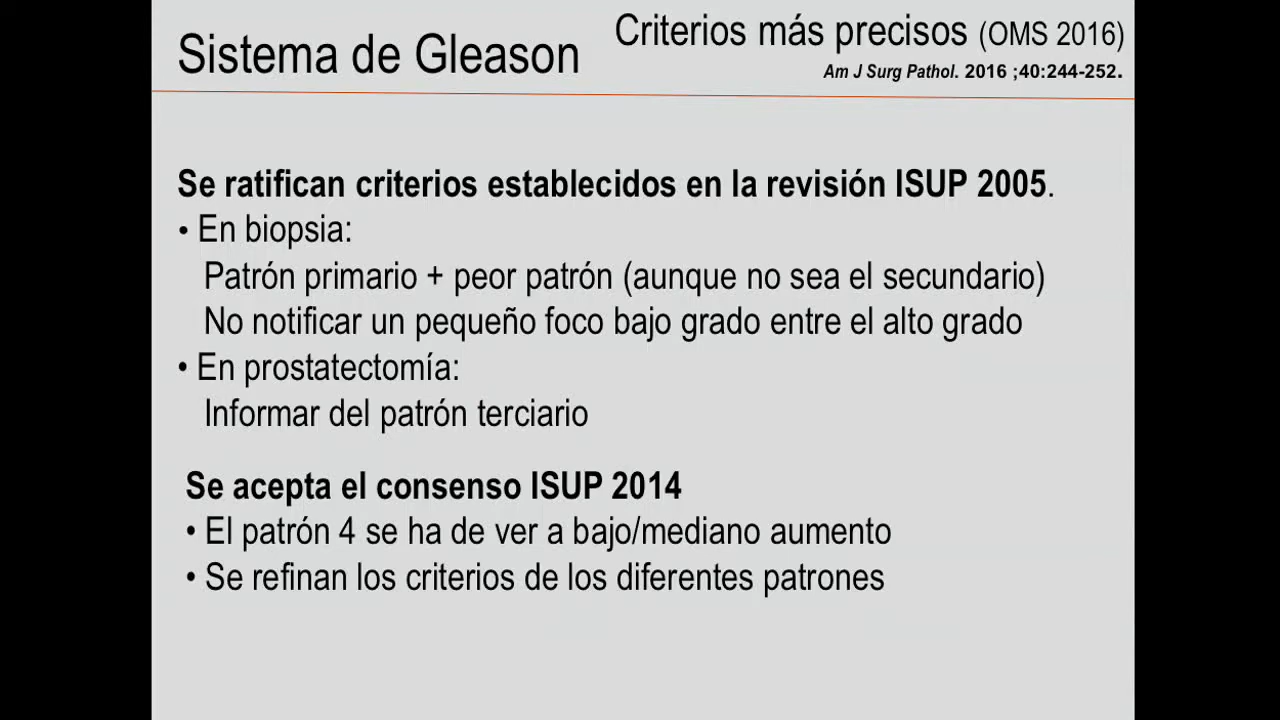 Sistema de Gleason
Criterios más precisos (OMS 2016)
Am J Surg Pathol. 2016 ;40:244-252.
Se ratifican criterios establecidos en la revisión ISUP 2005.
• En biopsia:
Patrón primario + peor patrón (aunque no sea el secundario)
No notificar un pequeño foco bajo grado entre el alto grado
• En prostatectomía:
Informar del patrón terciario
Se acepta el consenso ISUP 2014
• El patrón 4 se ha de ver a bajo/mediano aumento
• Se refinan los criterios de los diferentes patrones